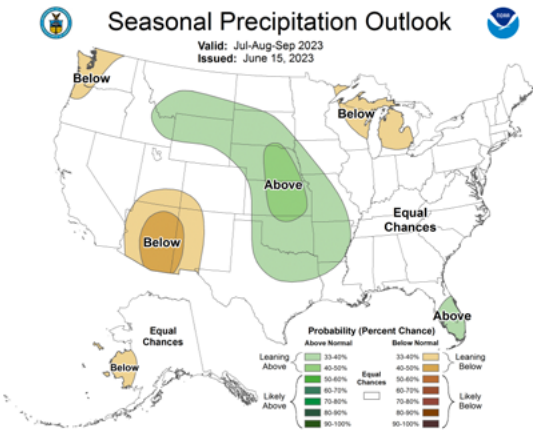 Seasonal Precipitation Outlook
Valid: Jul-Aug-Sep 2023
Issued: June 15, 2023
Below
Below
Above
Equal
Chances
Below
Above
Equal
Chances
Below
Probability (Percent Chance)
Above Normal
Below Normal
Leaning
Above
33-40%
40-50%
Likely
Above
50-60%
60-70%
70-80%
80-90%
90-100%
Equal
Chances
33-40%
40-50%
Leaning
Below
50-60%
60-70%
70-80%
80-90%
90-100%
Likely
Below